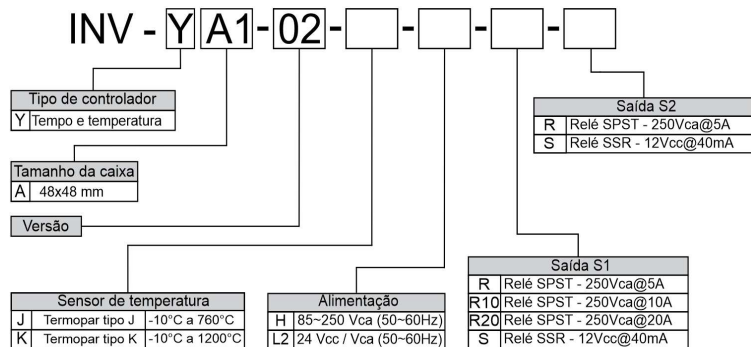 INV - Y A1 - 02 - - - -
Tipo de controlador
Y Tempo e temperatura
Tamanho da caixa
A 48x48 mm
Versão
Sensor de temperatura
J Termopar tipo J -10°C a 760°C
K Termopar tipo K -10°C a 1200°C
Alimentação
H 85~250 Vca (50~60Hz)
L2 24 Vcc / Vca (50~60Hz)
Saída S1
R Relé SPST - 250Vca@5A
R10 Relé SPST - 250Vca@10A
R20 Relé SPST - 250Vca@20A
S Relé SSR - 12Vcc@40mA
Saída S2
R Relé SPST - 250Vca@5A
S Relé SSR - 12Vcc@40mA